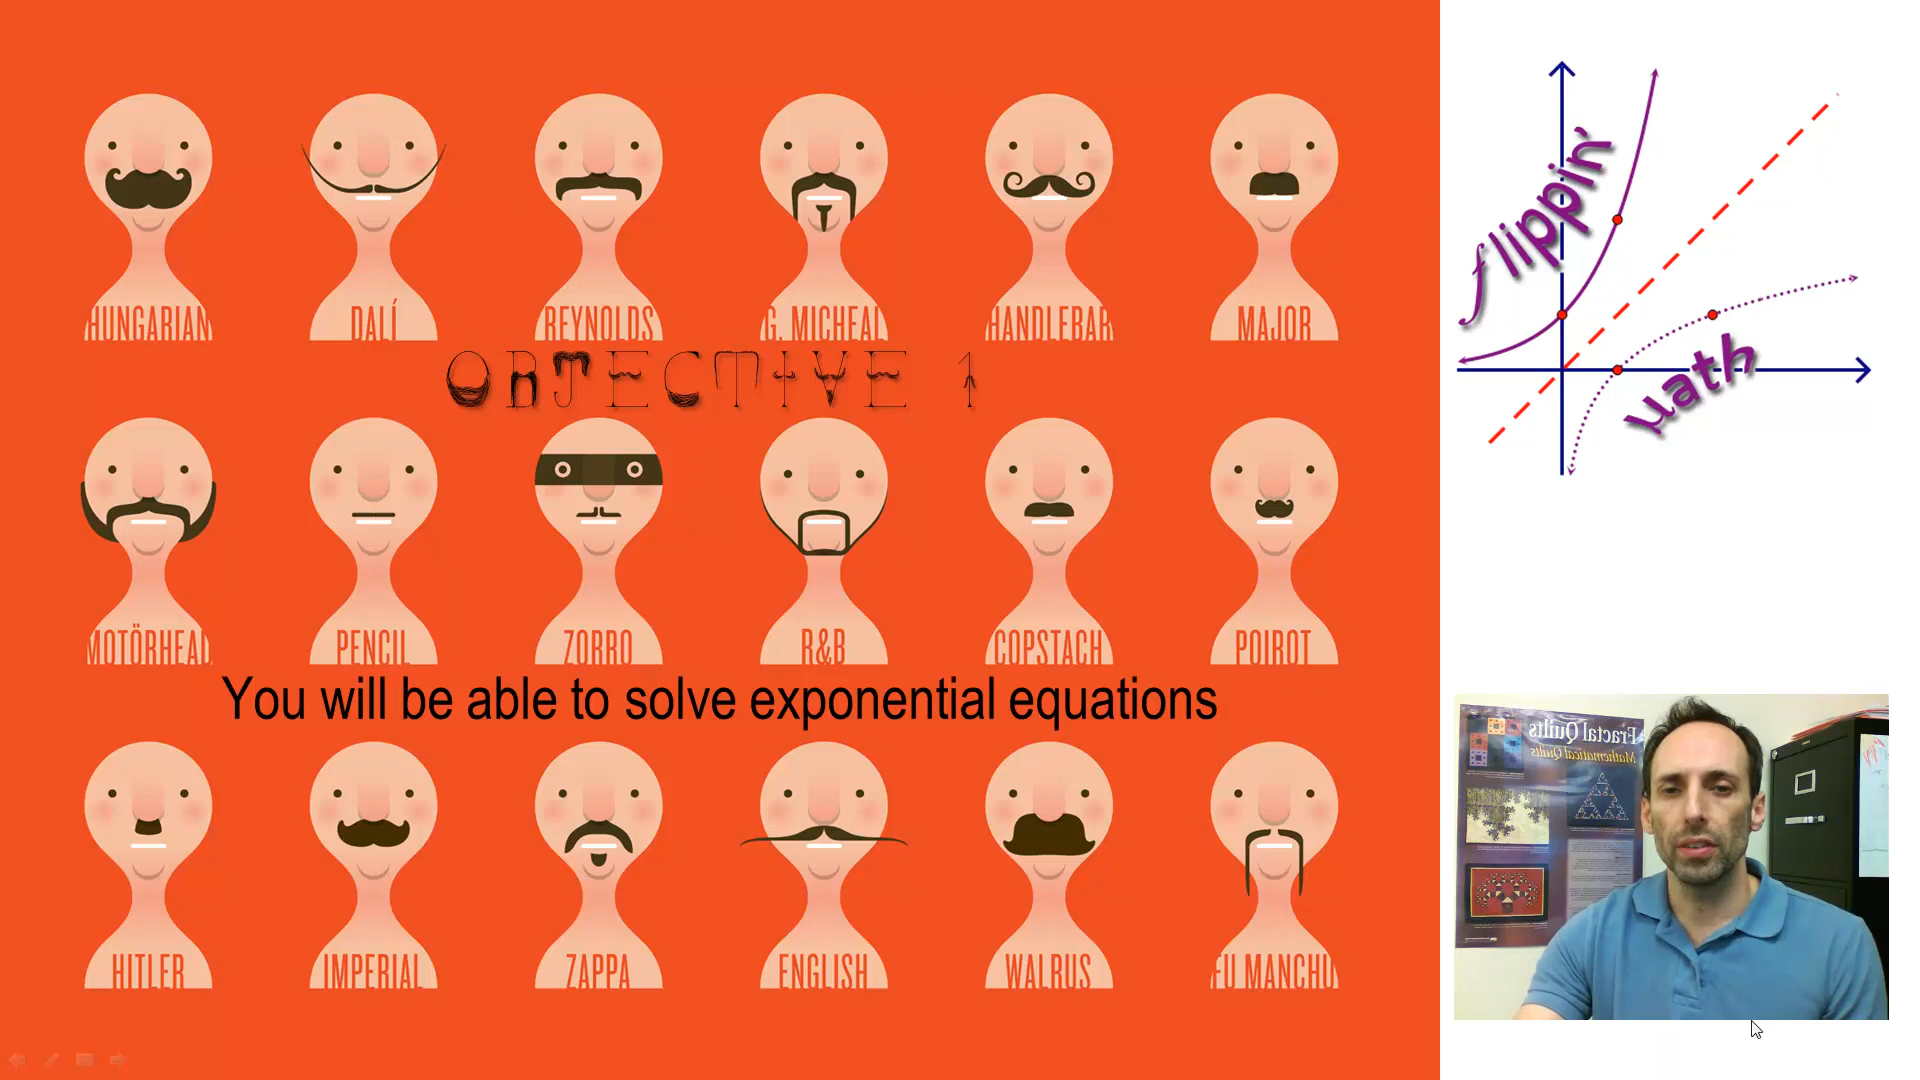 HUNGARIAN DALÍ REYNOLDS G. MICHEAL HANDLEBAR MAJOR
OBJECTIVE 1
MOTÖRHEAD PENCIL ZORRO R&B COPSTACH POIROT
You will be able to solve exponential equations
HITLER IMPERIAL ZAPPA ENGLISH WALRUS FU MANCHU
flippin'
math
Fractal Quilts
Mathematical Quilts